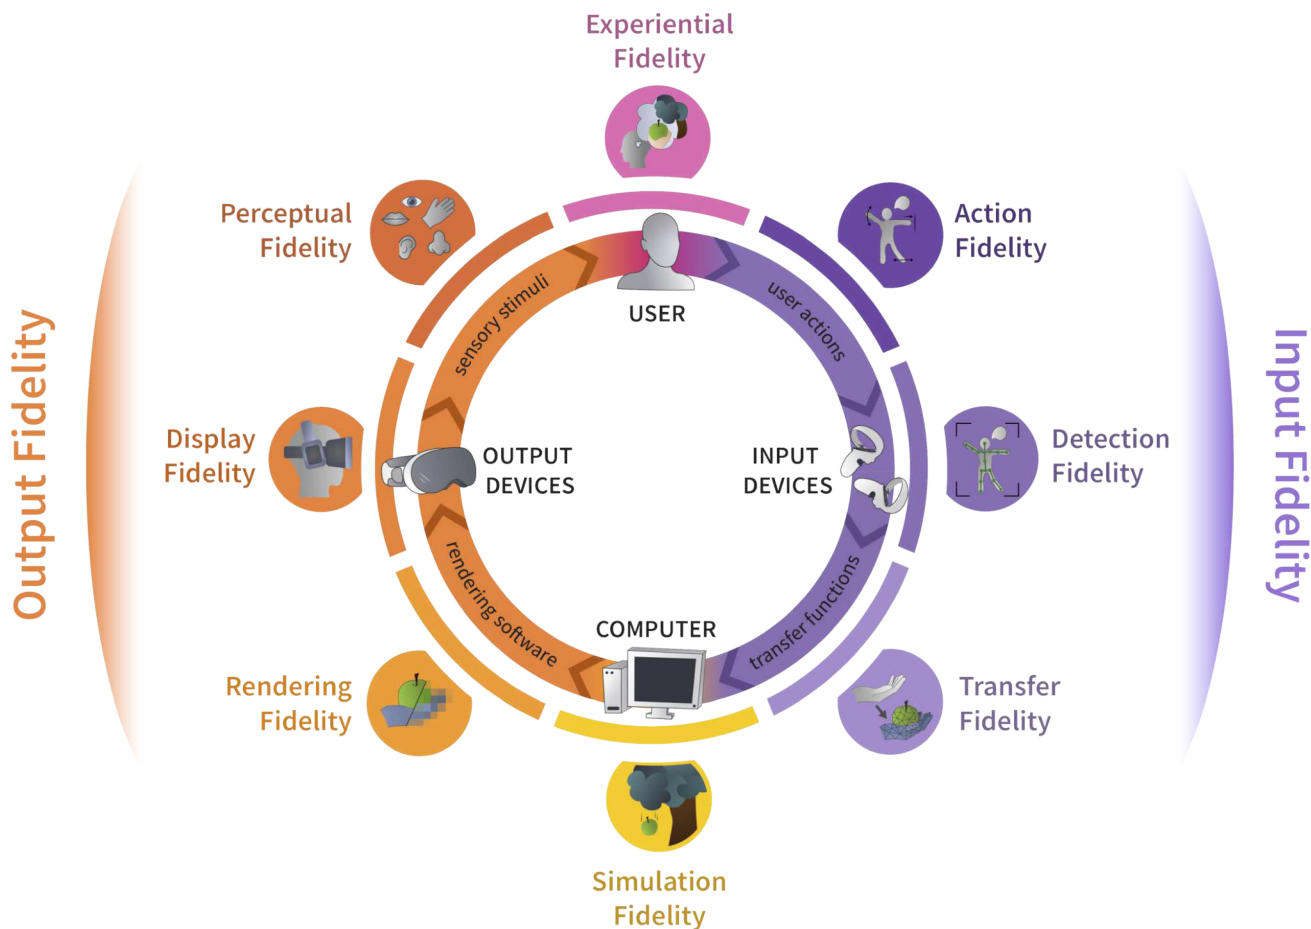 Experiential
Fidelity
Perceptual
Fidelity
Action
Fidelity
sensory stimuli
USER
user actions
Output Fidelity
Input Fidelity
Display
Fidelity
OUTPUT
DEVICES
INPUT
DEVICES
Detection
Fidelity
rendering software
COMPUTER
transfer functions
Rendering
Fidelity
Transfer
Fidelity
Simulation
Fidelity